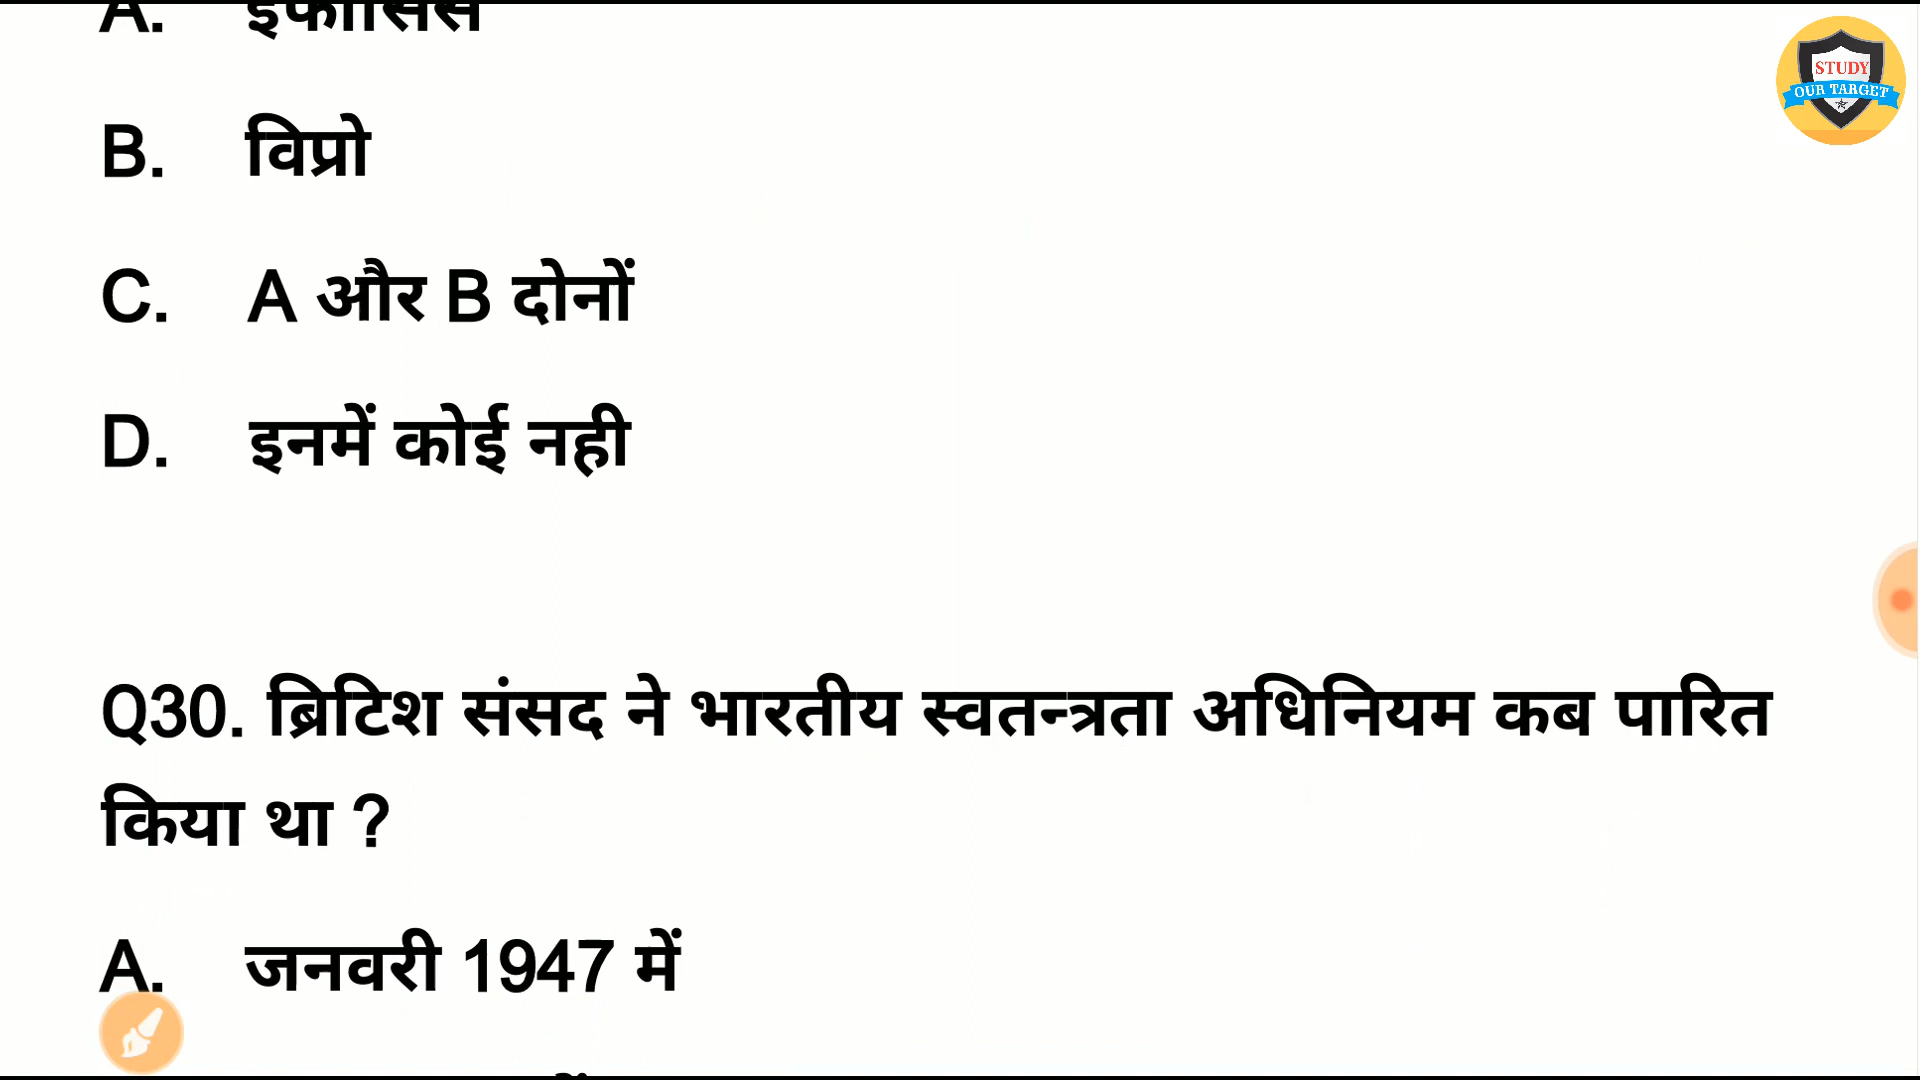 A.
B. विप्रो
C. A और B दोनों
D. इनमें कोई नही
Q30. ब्रिटिश संसद ने भारतीय स्वतन्त्रता अधिनियम कब पारित
किया था ?
A. जनवरी 1947 में
STUDY
OUR TARGET